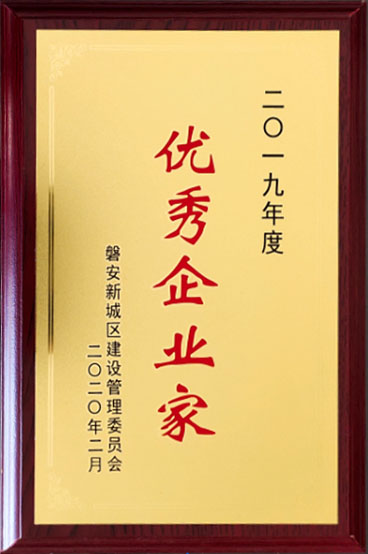 二〇一九年度
优秀企业家
磐安新城区建设管理委员会
二〇二〇年二月